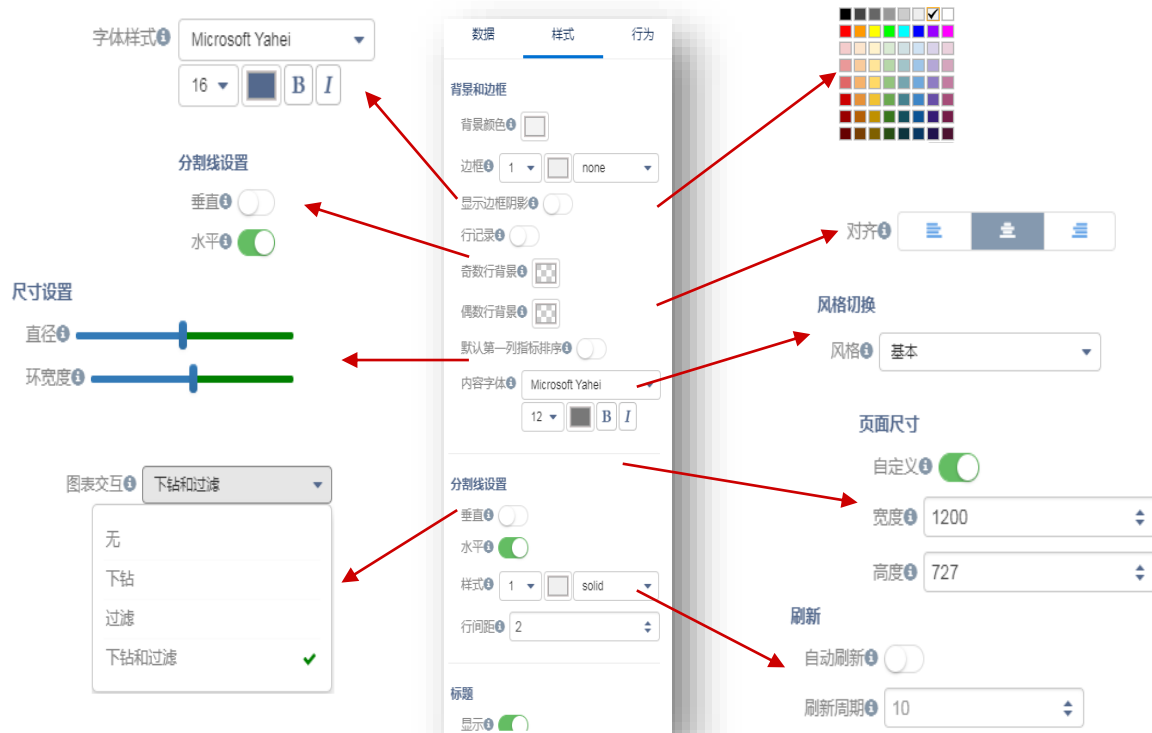 字体样式 Microsoft Yahei
16 B I
分割线设置
垂直
水平
尺寸设置
直径
环宽度
图表交互 下钻和过滤
无
下钻
过滤
下钻和过滤
数据 样式 行为
背景和边框
背景颜色
边框 1 none
显示边框阴影
行记录
奇数行背景
偶数行背景
默认第一列指标排序
内容字体 Microsoft Yahei
12 B I
分割线设置
垂直
水平
样式 1 solid
行间距 2
标题
显示
对齐
风格切换
风格 基本
页面尺寸
自定义
宽度 1200
高度 727
刷新
自动刷新
刷新周期 10